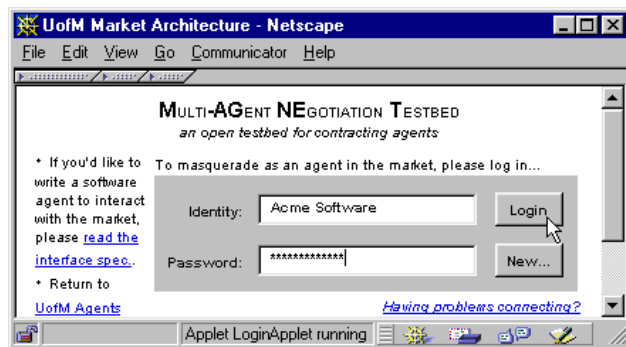 UofM Market Architecture - Netscape
File Edit View Go Communicator Help
MULTI-AGENT NEGOTIATION TESTBED
an open testbed for contracting agents
• If you'd like to
write a software
agent to interact
with the market,
please read the
interface spec..
• Return to
UofM Agents
To masquerade as an agent in the market, please log in...
Identity: Acme Software Login
Password: ************* New...
Having problems connecting?
Applet LoginApplet running